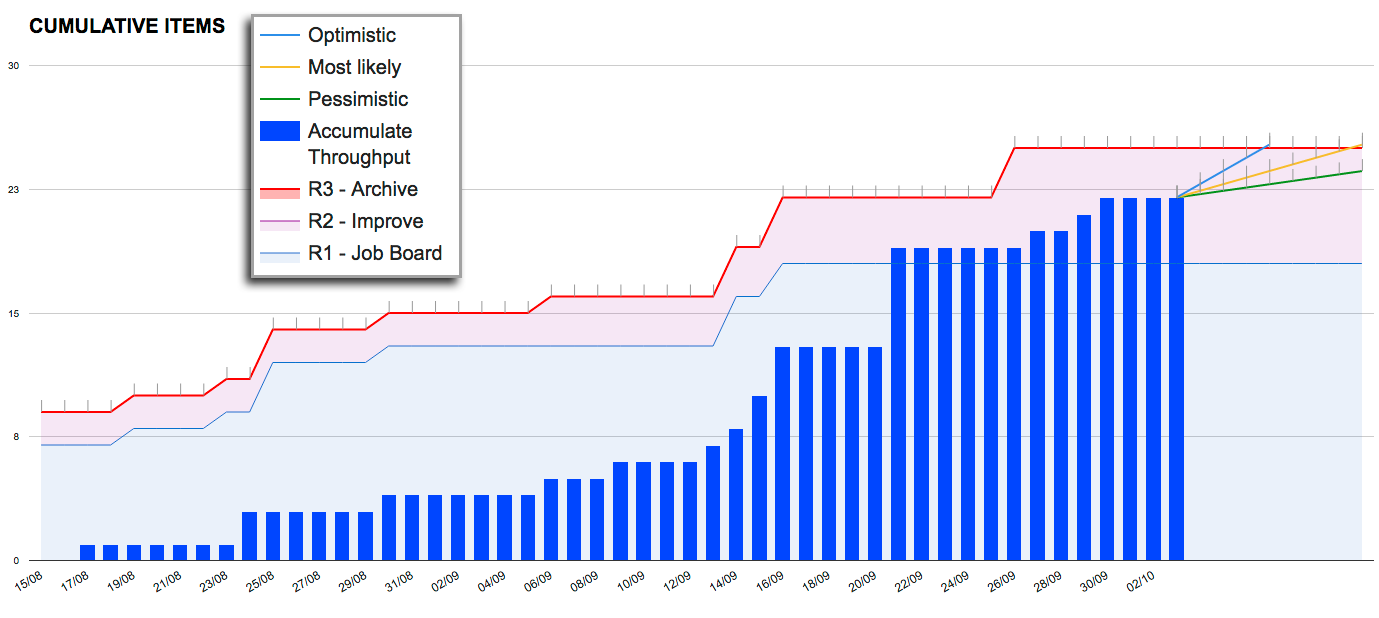 CUMULATIVE ITEMS
Optimistic
Most likely
Pessimistic
Accumulate
Throughput
R3 - Archive
R2 - Improve
R1 - Job Board
30
23
15
8
0
15/08 17/08 19/08 21/08 23/08 25/08 27/08 29/08 31/08 02/09 04/09 06/09 08/09 10/09 12/09 14/09 16/09 18/09 20/09 22/09 24/09 26/09 28/09 30/09 02/10